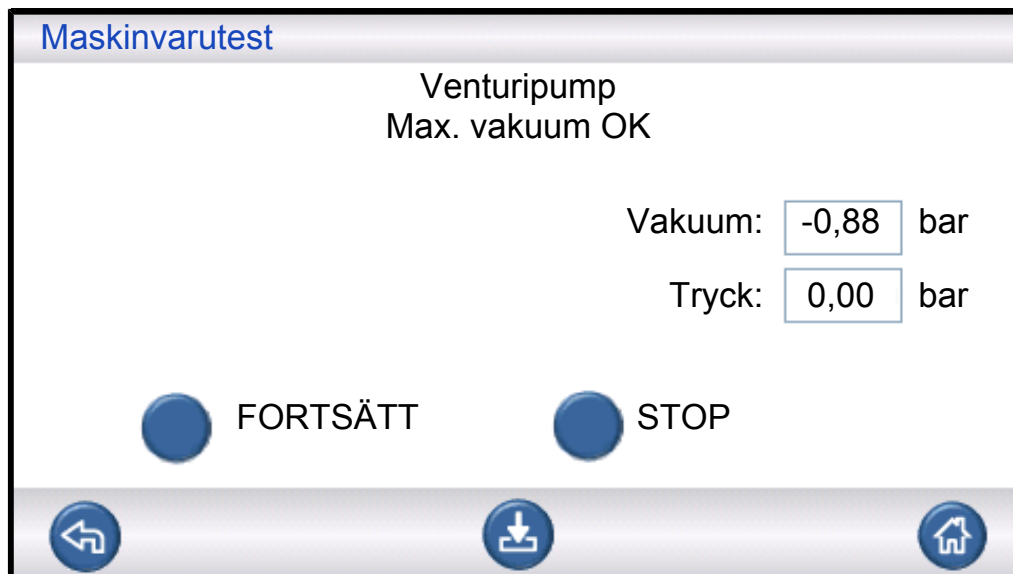 Maskinvarutest
Venturipump
Max. vakuum OK
Vakuum: -0,88 bar
Tryck: 0,00 bar
FORTSÄTT STOP